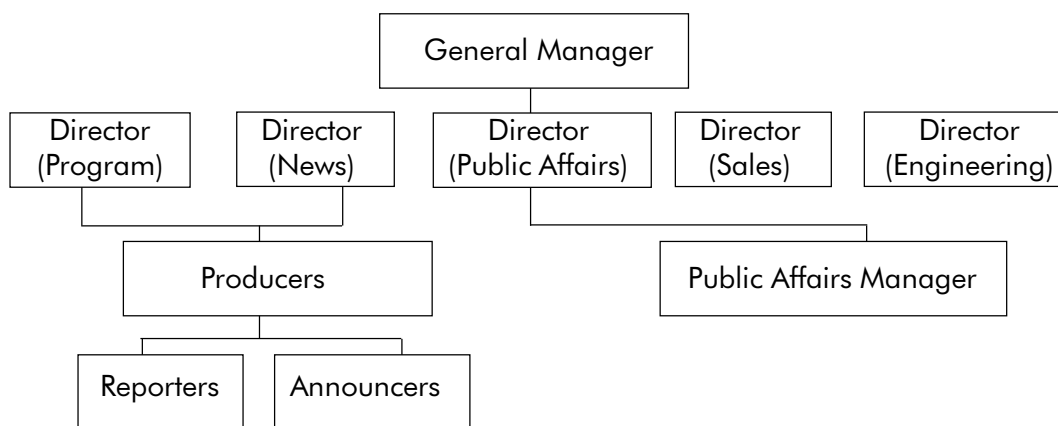 General Manager
Director
(Program)
Director
(News)
Director
(Public Affairs)
Director
(Sales)
Director
(Engineering)
Producers
Public Affairs Manager
Reporters
Announcers